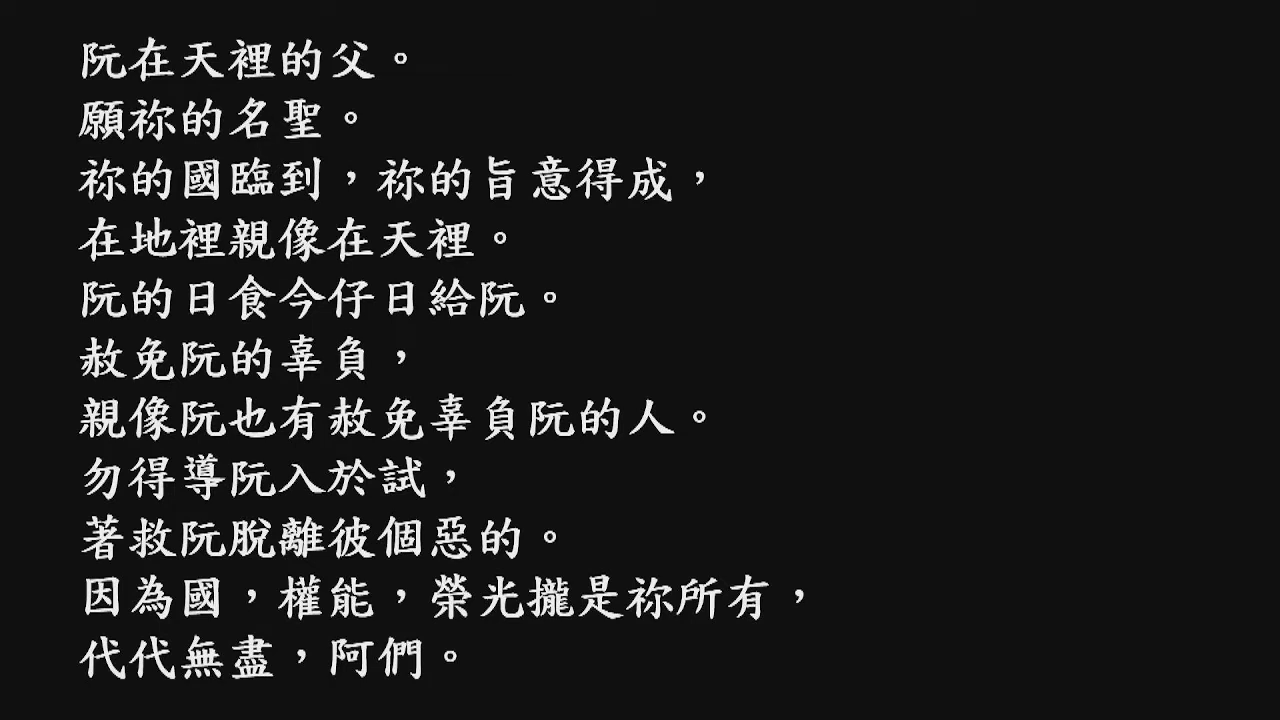 阮在天裡的父。
願祢的名聖。
祢的國臨到，祢的旨意得成，
在地裡親像在天裡。
阮的日食今仔日給阮。
赦免阮的辜負，
親像阮也有赦免辜負阮的人。
勿得導阮入於試，
著救阮脫離彼個惡的。
因為國，權能，榮光攏是祢所有，
代代無盡，阿們。